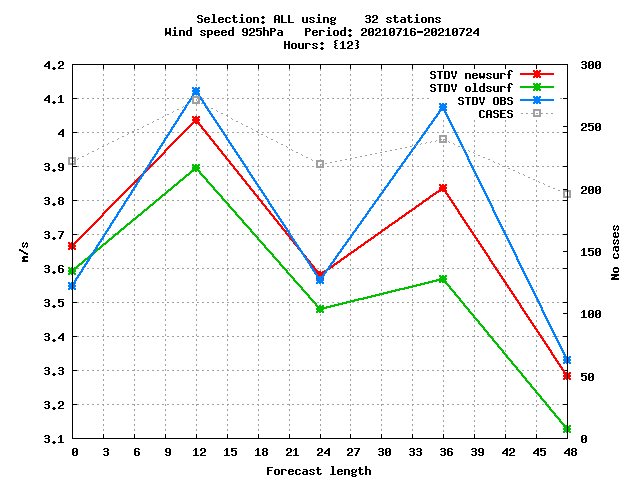 Selection: ALL using    32 stations
Wind speed 925hPa   Period: 20210716-20210724
Hours: {12}
4.2
4.1
4
3.9
3.8
3.7
3.6
3.5
3.4
3.3
3.2
3.1
m/s
STDV newsurf
STDV oldsurf
STDV OBS
CASES
300
250
200
150
100
50
0
No cases
0 3 6 9 12 15 18 21 24 27 30 33 36 39 42 45 48
Forecast length